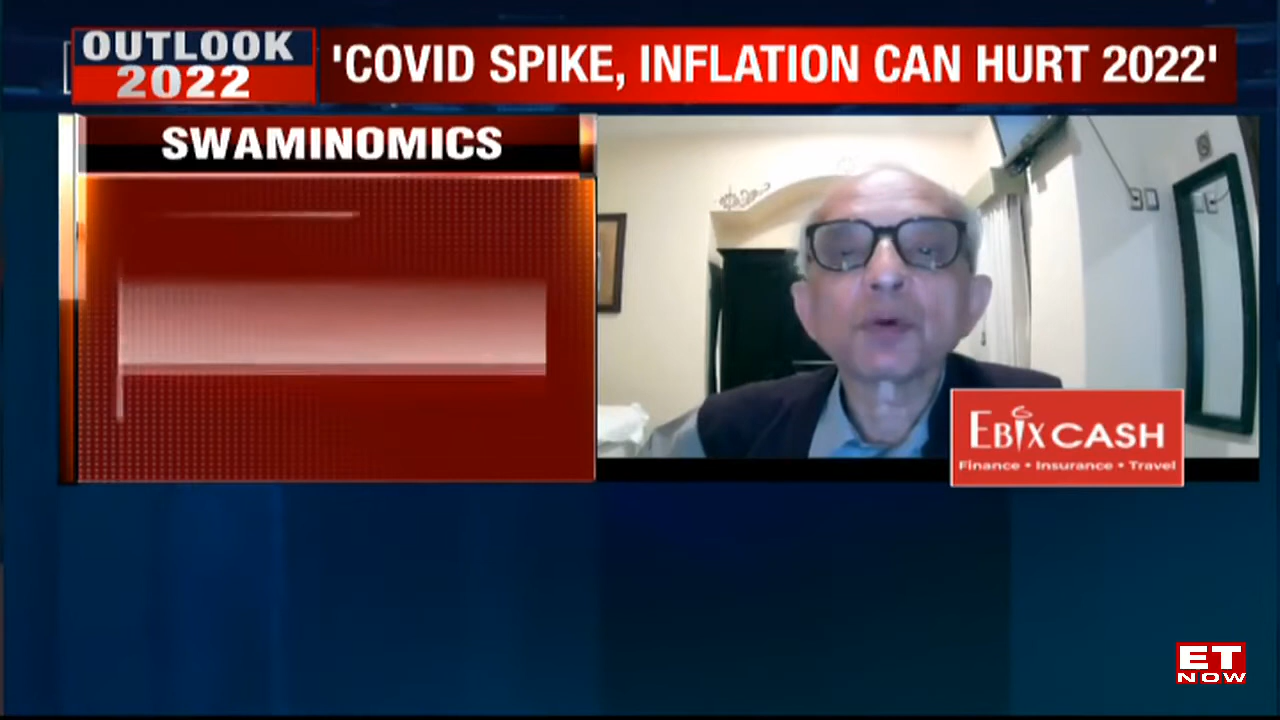 OUTLOOK
2022
'COVID SPIKE, INFLATION CAN HURT 2022'
SWAMINOMICS
EBIXCASH
Finance • Insurance • Travel
ET
NOW